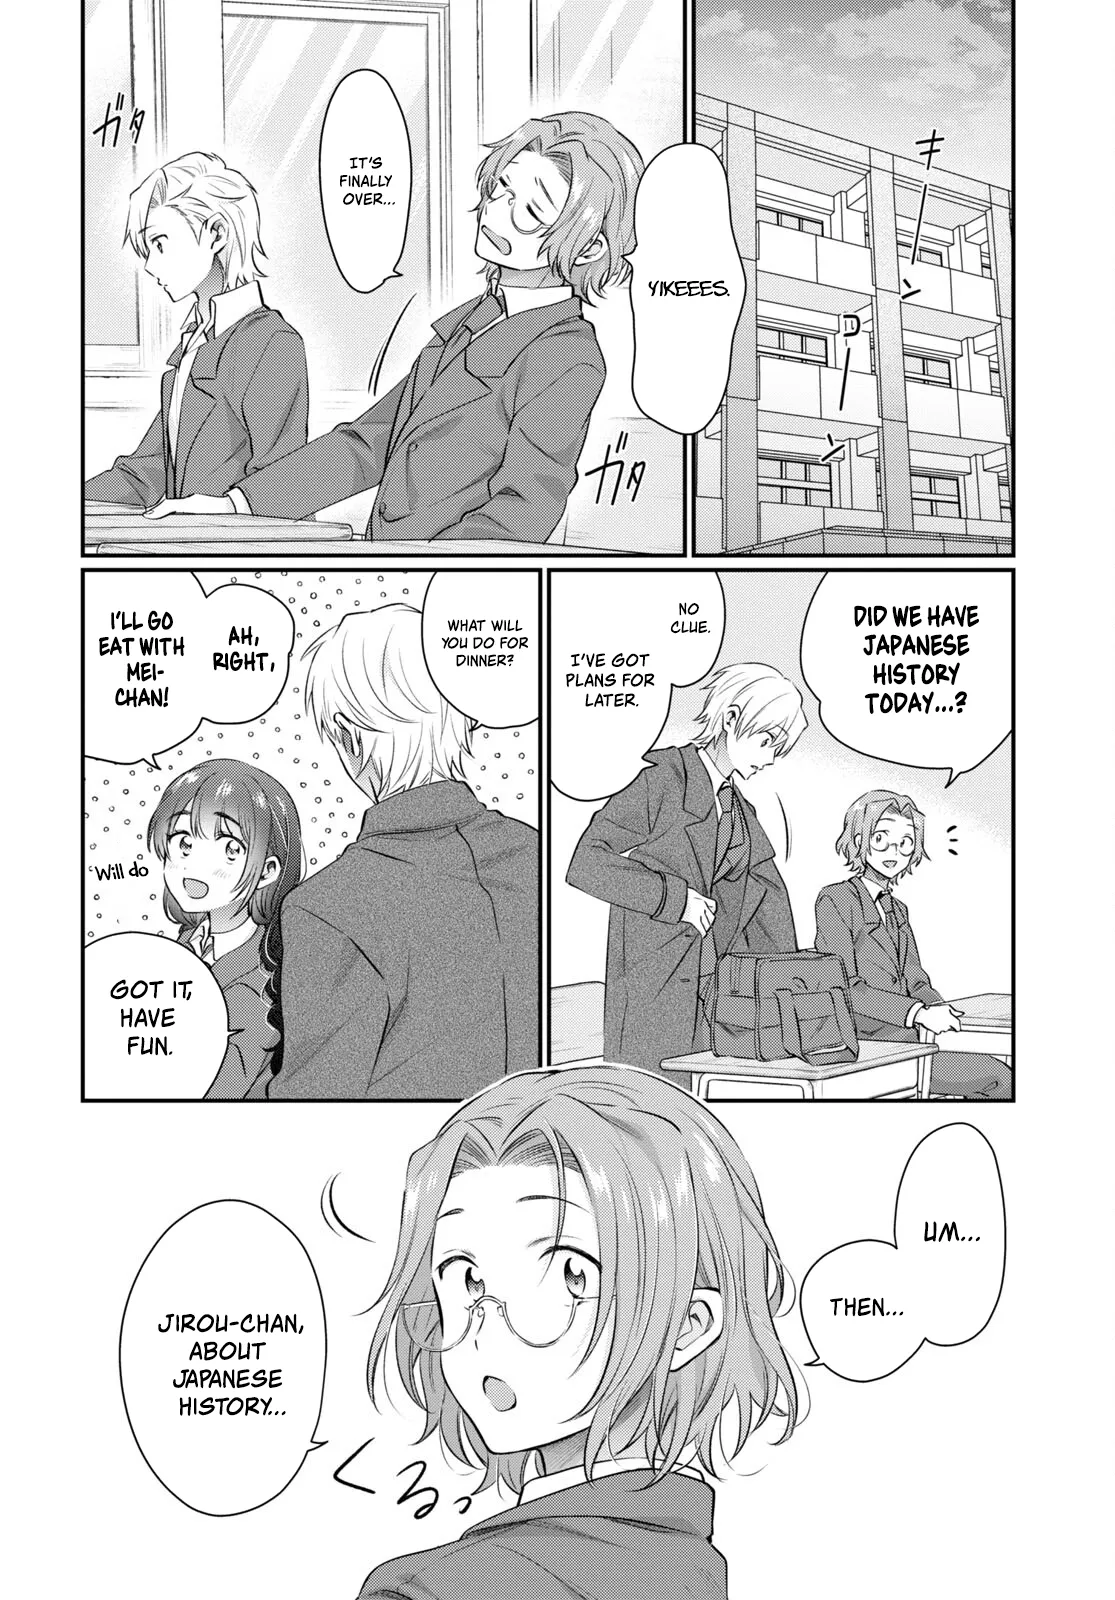 キーンコーン
YIKEEES.
IT'S
FINALLY
OVER...
ガタ
ガタ
DID WE HAVE
JAPANESE
HISTORY
TODAY...?
NO
CLUE.
I'VE GOT
PLANS FOR
LATER.
WHAT WILL
YOU DO FOR
DINNER?
AH,
RIGHT,
I'LL GO
EAT WITH
MEI-
CHAN!
Will do
GOT IT,
HAVE
FUN.
UM...
THEN...
JIROU-CHAN,
ABOUT
JAPANESE
HISTORY...
くるっ